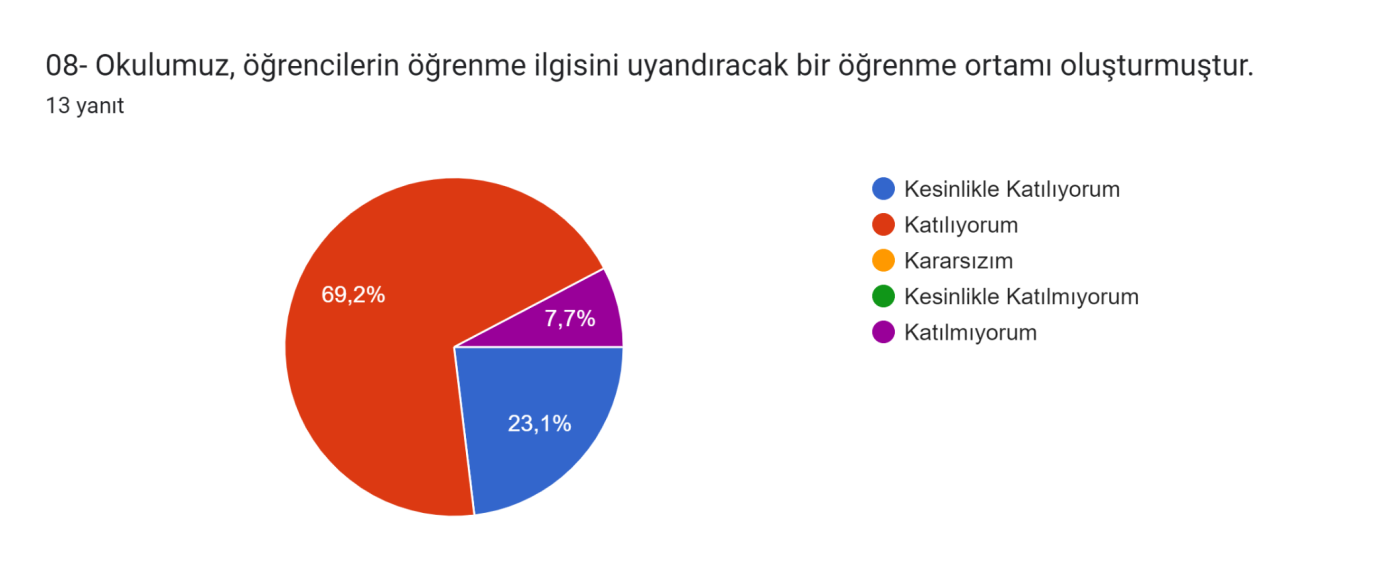 08- Okulumuz, öğrencilerin öğrenme ilgisini uyandıracak bir öğrenme ortamı oluşturmuştur.
13 yanıt
Kesinlikle Katılıyorum
Katılıyorum
Kararsızım
Kesinlikle Katılmıyorum
Katılmıyorum
69,2%
7,7%
23,1%